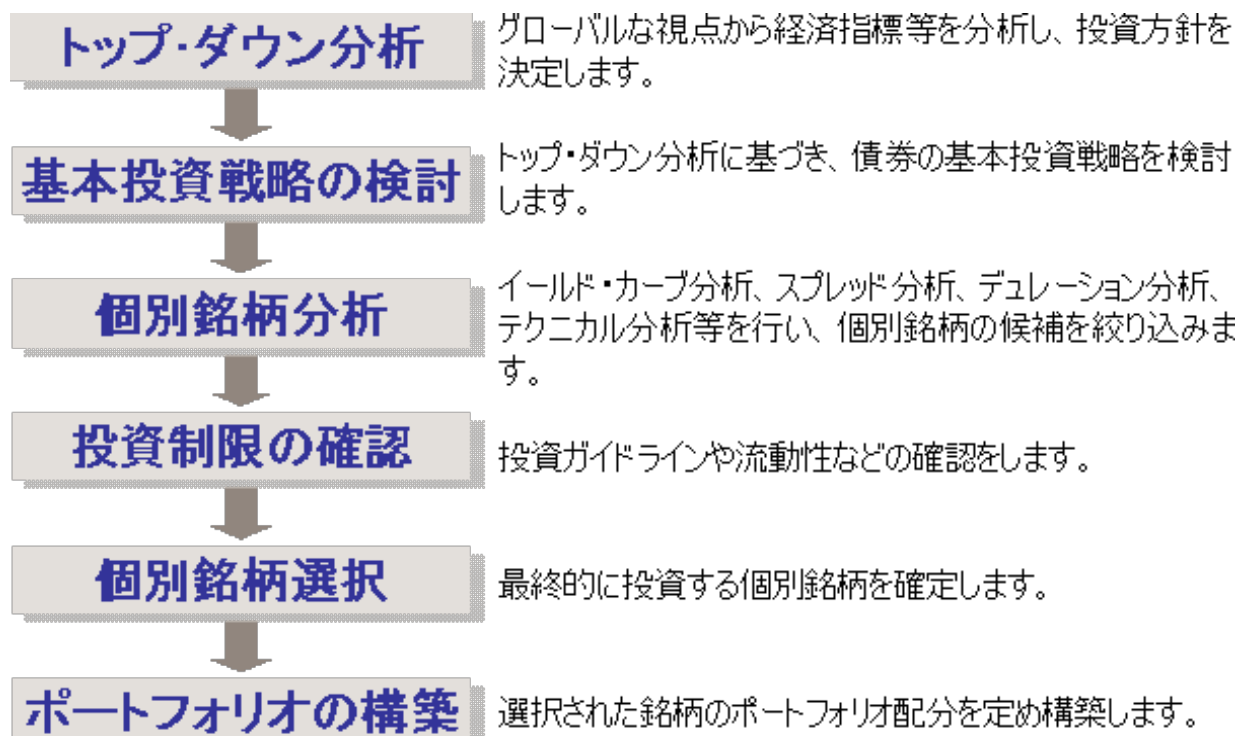 トップ・ダウン分析
グローバルな視点から経済指標等を分析し、投資方針を
決定します。
基本投資戦略の検討
トップ・ダウン分析に基づき、債券の基本投資戦略を検討
します。
個別銘柄分析
イールド・カーブ分析、スプレッド分析、デュレーション分析、
テクニカル分析等を行い、個別銘柄の候補を絞り込みま
す。
投資制限の確認
投資ガイドラインや流動性などの確認をします。
個別銘柄選択
最終的に投資する個別銘柄を確定します。
ポートフォリオの構築
選択された銘柄のポートフォリオ配分を定め構築します。